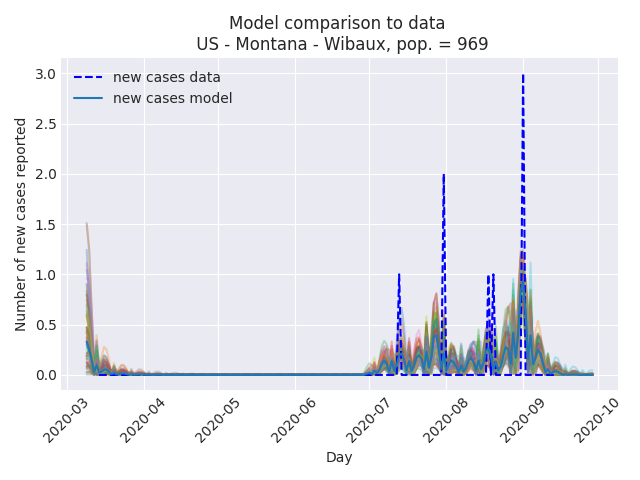 Model comparison to data
US - Montana - Wibaux, pop. = 969
new cases data
new cases model
Number of new cases reported
3.0
2.5
2.0
1.5
1.0
0.5
0.0
2020-03
2020-04
2020-05
2020-06
2020-07
2020-08
2020-09
2020-10
Day